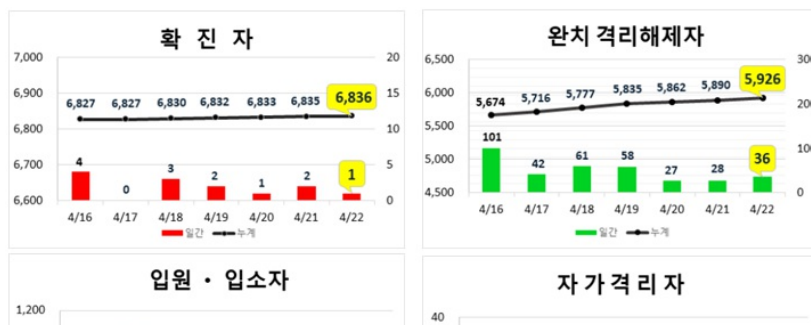 확 진 자
7,000
6,900
6,800
6,700
6,600
20
15
10
5
0
6,827 6,827 6,830 6,832 6,833 6,835 6,836
4 0 3 2 1 2 1
4/16 4/17 4/18 4/19 4/20 4/21 4/22
일간 누계
완치 격리해제자
6,500
6,000
5,500
5,000
4,500
300
200
100
0
5,674 5,716 5,777 5,835 5,862 5,890 5,926
101 42 61 58 27 28 36
4/16 4/17 4/18 4/19 4/20 4/21 4/22
일간 누계
입원 · 입소자
1,200
자 가 격 리 자
40